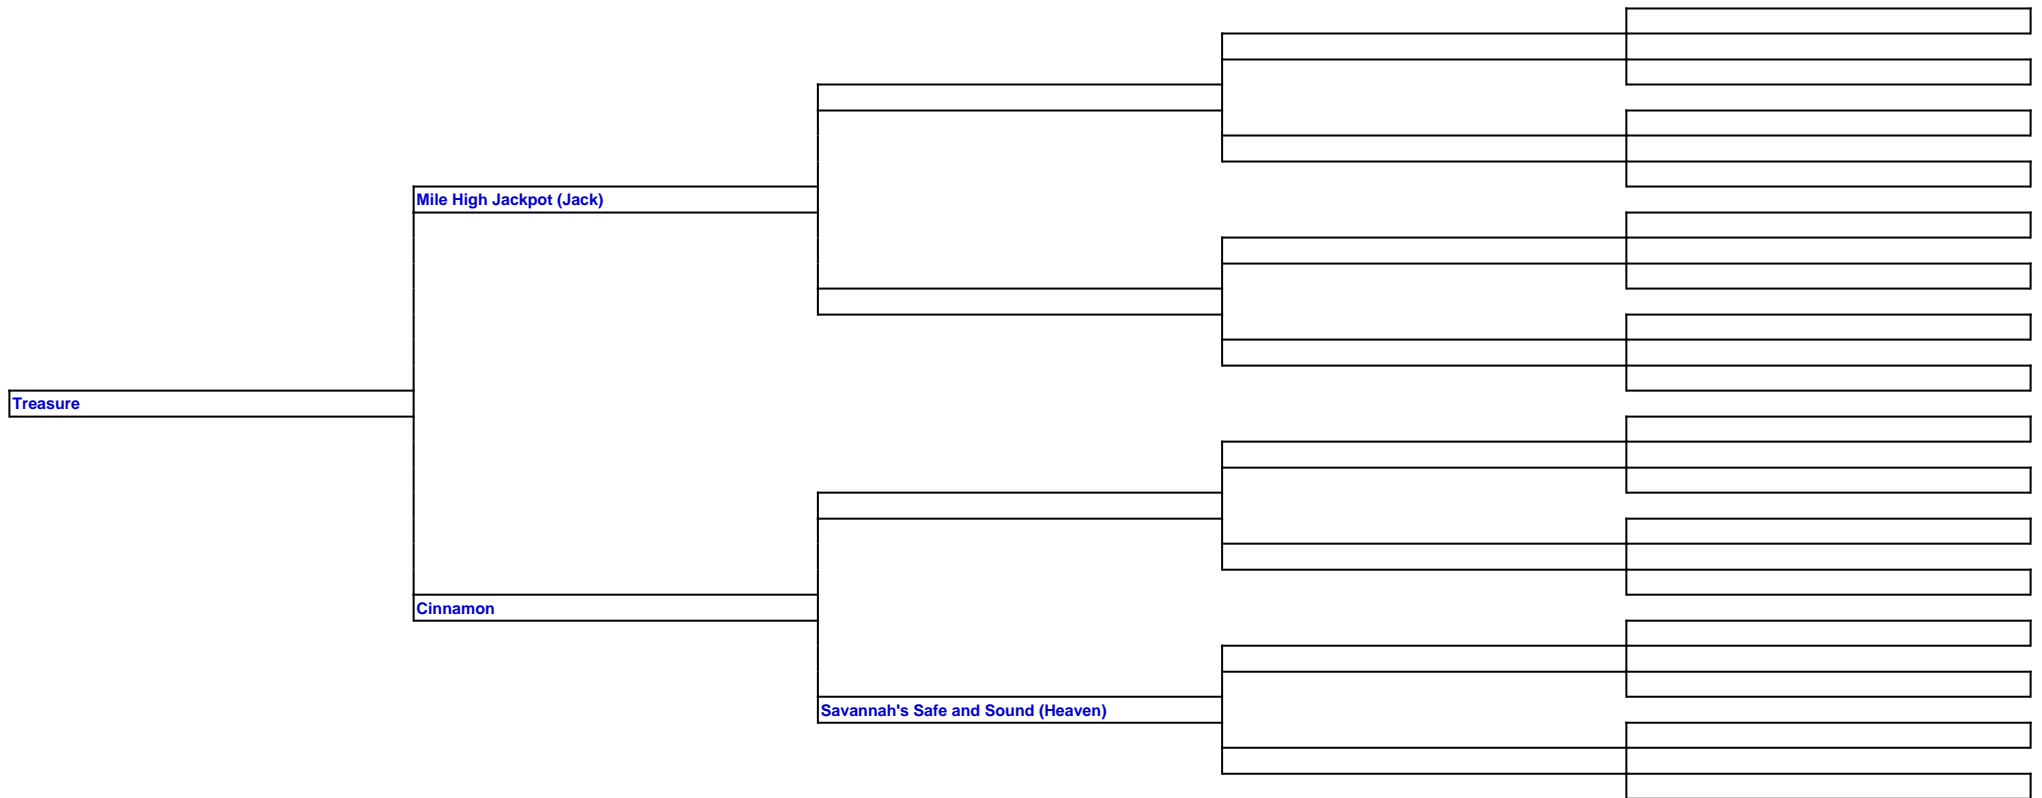 Mile High Jackpot (Jack)
Treasure
Cinnamon
Savannah's Safe and Sound (Heaven)